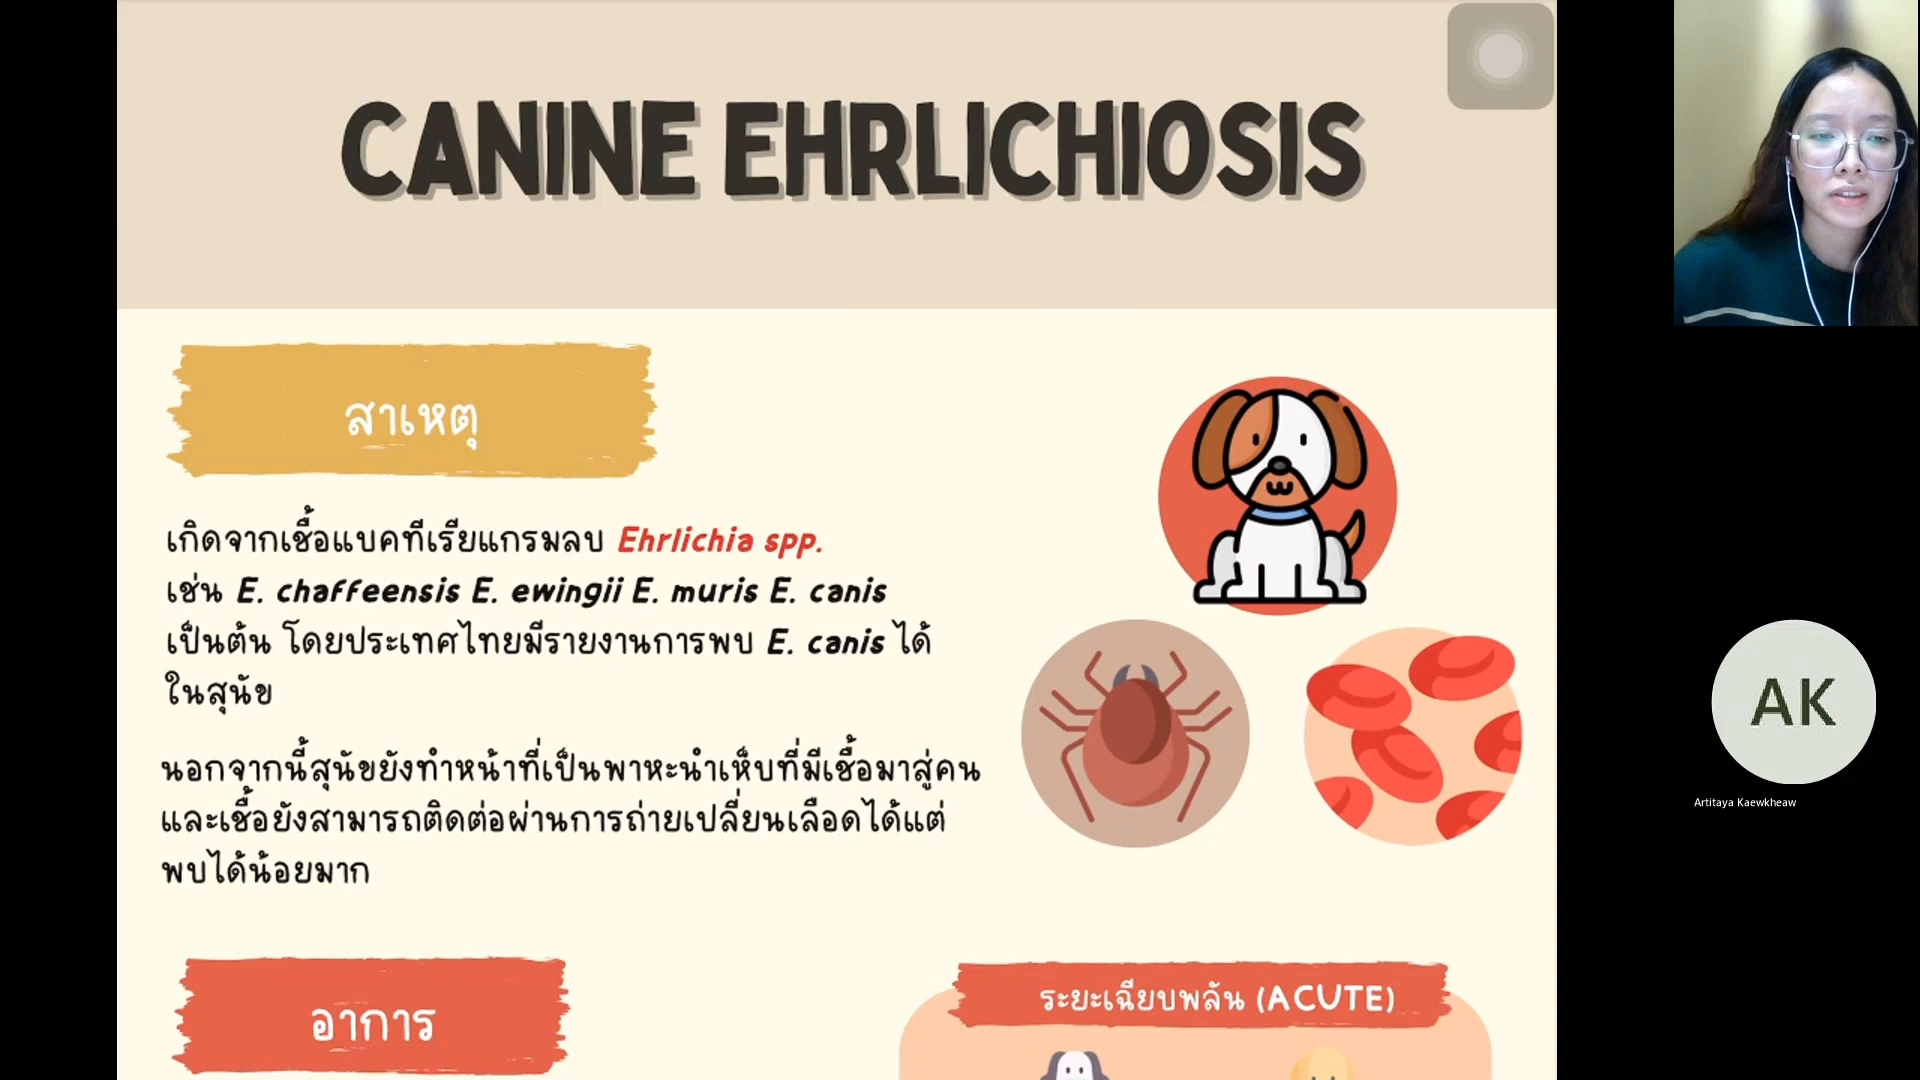 CANINE EHRLICHIOSIS
สาเหตุ
เกิดจากเชื้อแบคทีเรียแกรมลบ Ehrlichia spp.
เช่น E. chaffeensis E. ewingii E. muris E. canis
เป็นต้น โดยประเทศไทยมีรายงานการพบ E. canis ได้
ในสุนัข
นอกจากนี้สุนัขยังทำหน้าที่เป็นพาหะนำเห็บที่มีเชื้อมาสู่คน
และเชื้อยังสามารถติดต่อผ่านการถ่ายเปลี่ยนเลือดได้แต่
พบได้น้อยมาก
อาการ
ระยะเฉียบพลัน (ACUTE)
AK
Artitaya Kaewkheaw